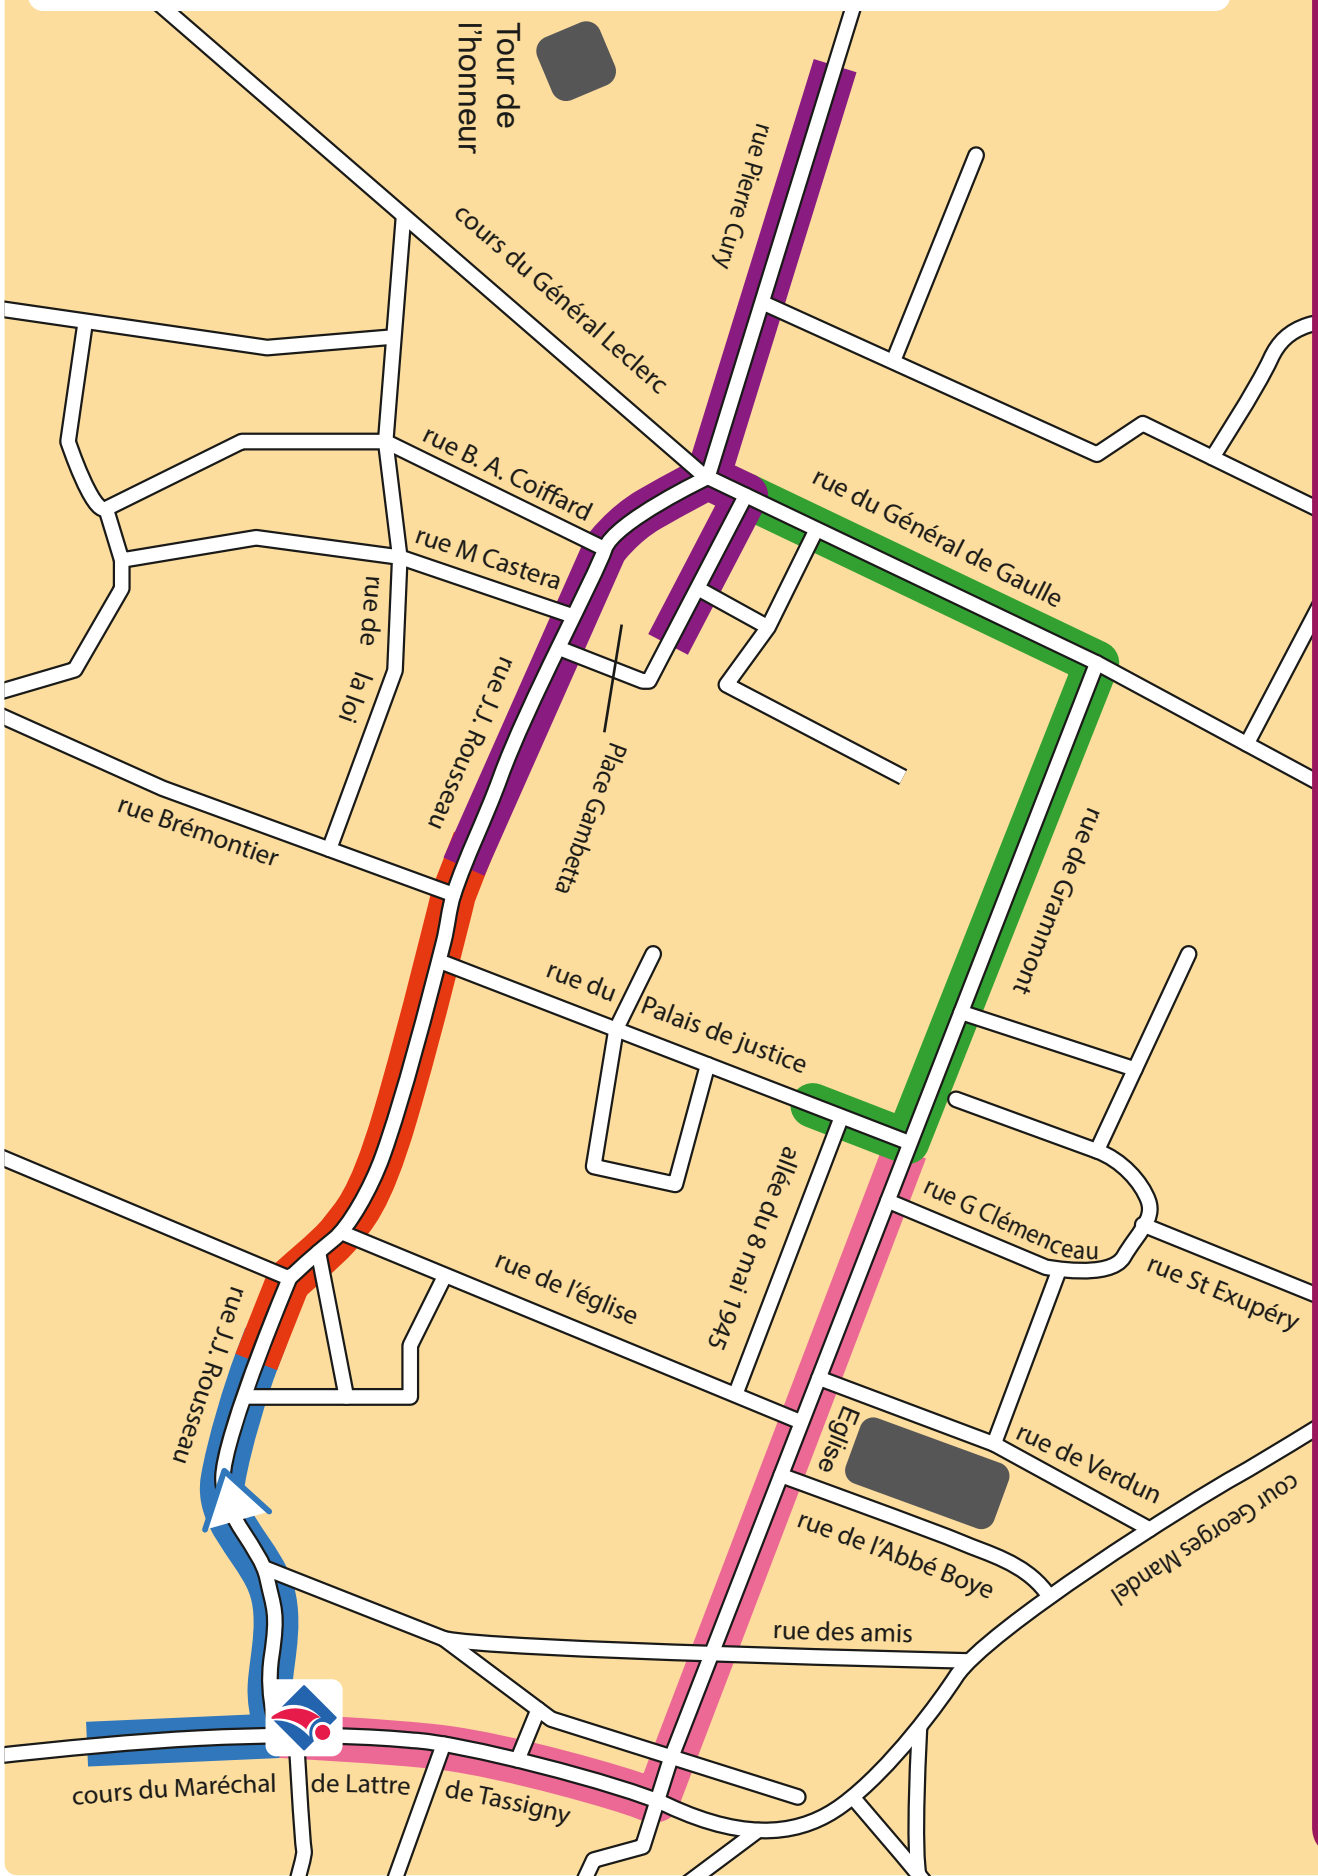 Tour de
l'honneur
rue Pierre Cury
cours du Général Leclerc
rue B. A. Coiffard
rue du Général de Gaulle
rue M Castera
rue de la loi
rue J.J. Rousseau
Place Gambetta
rue Brémontier
rue de Grammont
rue du Palais de justice
allée du 8 mai 1945
rue G Clémenceau
rue St Exupéry
rue de l'église
rue J.J. Rousseau
Eglise
rue de Verdun
cour Georges Mandel
rue de l'Abbé Boye
rue des amis
cours du Maréchal de Lattre de Tassigny